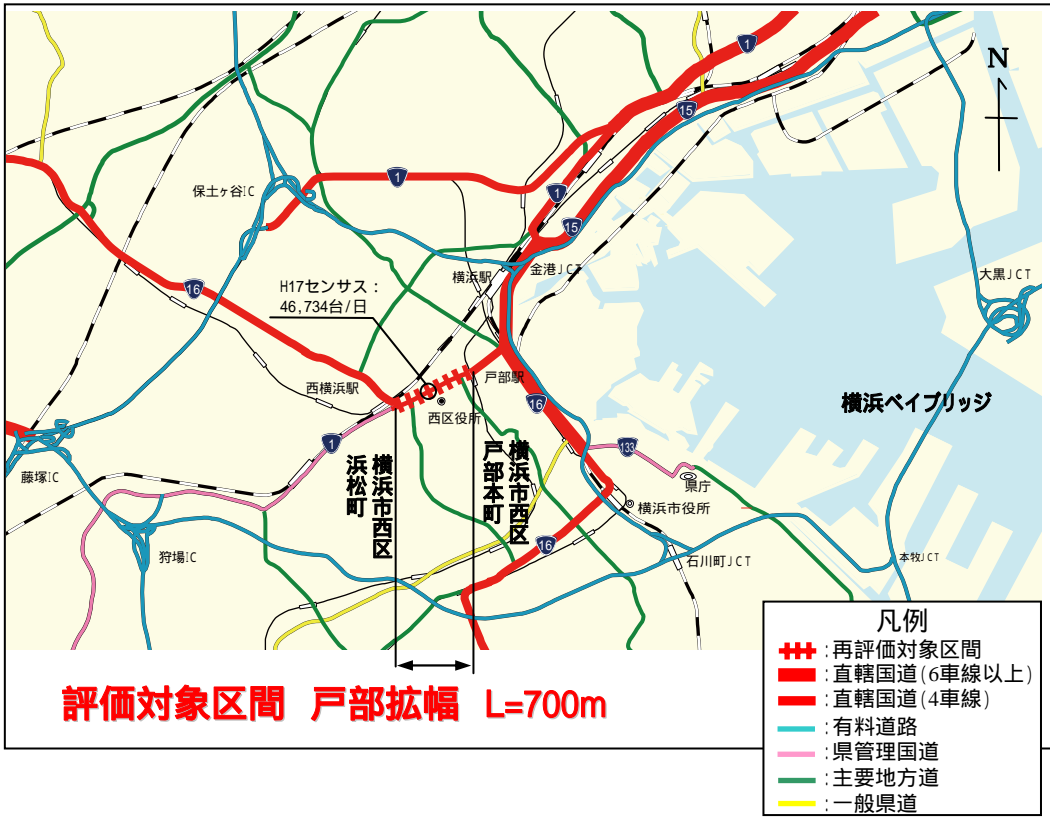 1
N
15
保土ヶ谷IC
1
1
15
横浜駅
金港JCT
大黒JCT
16
H17センサス：
46,734台/日
西横浜駅
戸部駅
西区役所
16
横浜ベイブリッジ
1
133
藤塚IC
横浜市西区
浜松町
横浜市西区
戸部本町
県庁
横浜市役所
16
狩場IC
石川町JCT
本牧JCT
評価対象区間 戸部拡幅 L=700m
凡例
:再評価対象区間
:直轄国道(6車線以上)
:直轄国道(4車線)
:有料道路
:県管理国道
:主要地方道
:一般県道